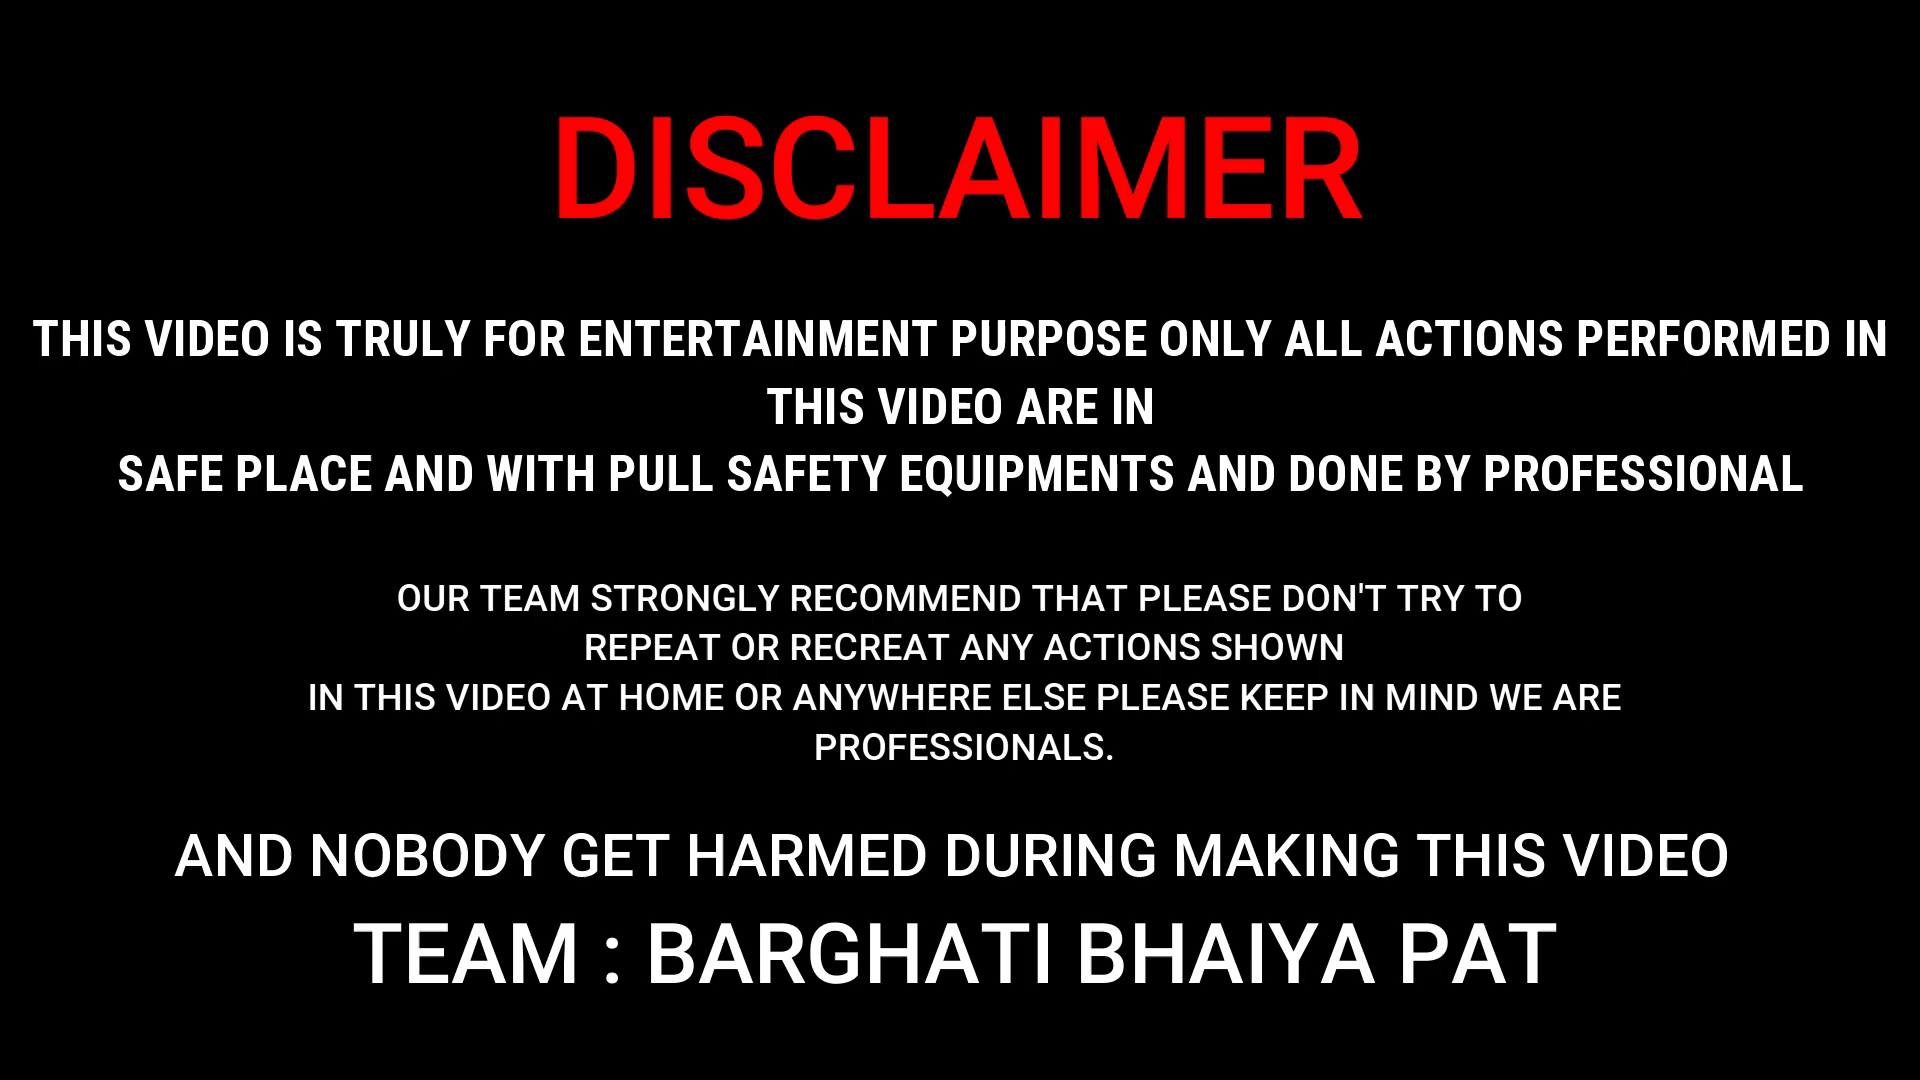 DISCLAIMER
THIS VIDEO IS TRULY FOR ENTERTAINMENT PURPOSE ONLY ALL ACTIONS PERFORMED IN
THIS VIDEO ARE IN
SAFE PLACE AND WITH PULL SAFETY EQUIPMENTS AND DONE BY PROFESSIONAL
OUR TEAM STRONGLY RECOMMEND THAT PLEASE DON'T TRY TO
REPEAT OR RECREAT ANY ACTIONS SHOWN
IN THIS VIDEO AT HOME OR ANYWHERE ELSE PLEASE KEEP IN MIND WE ARE
PROFESSIONALS.
AND NOBODY GET HARMED DURING MAKING THIS VIDEO
TEAM : BARGHATI BHAIYA PAT